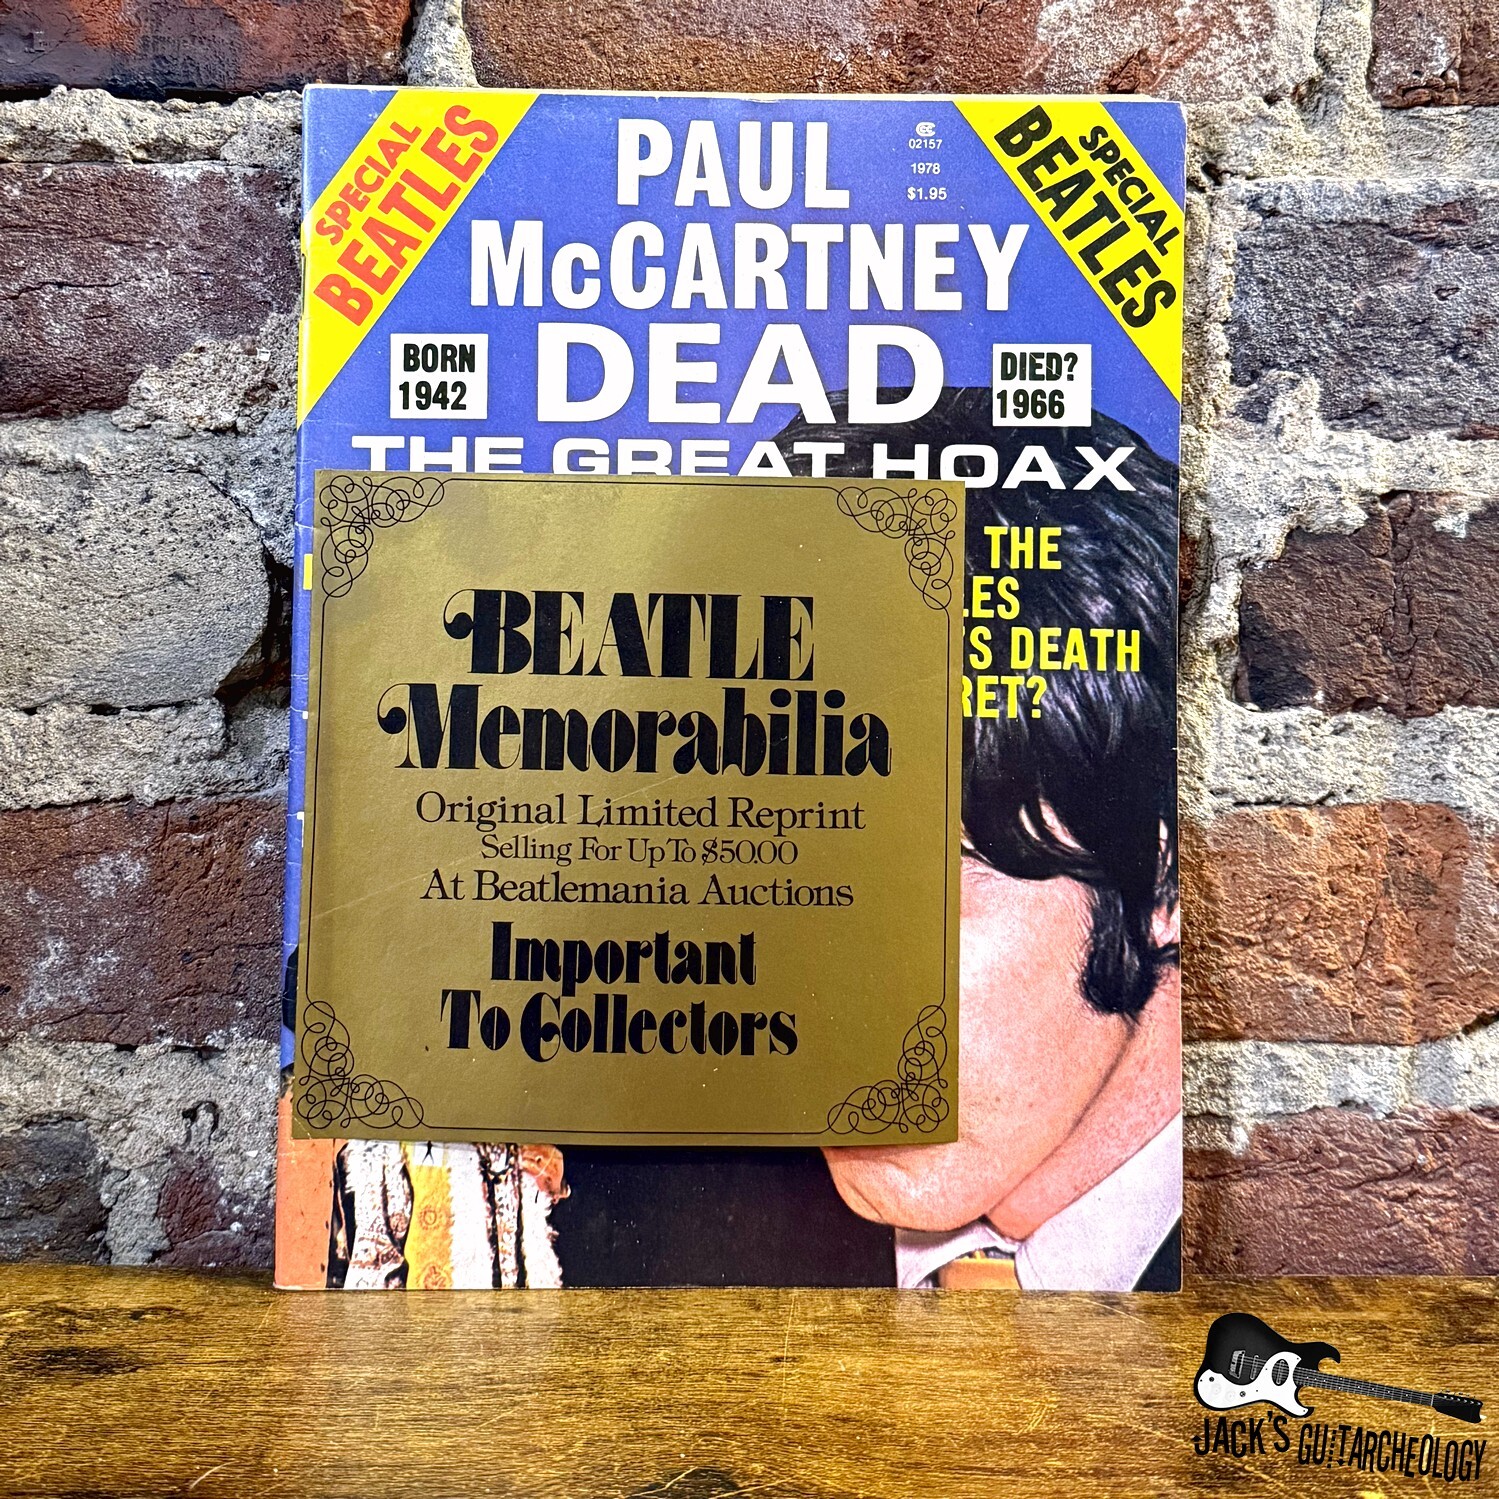 SPECIAL
BEATLES
PAUL
McCARTNEY
DEAD
THE GREAT HOAX
CC
02157
1978
$1.95
SPECIAL
BEATLES
BORN
1942
DIED?
1966
THE
DEATH
BEATLE
Memorabilia
Original Limited Reprint
Selling For Up To $50.00
At Beatlemania Auctions
Important
To Collectors
JACK'S GUITARCHEOLOGY